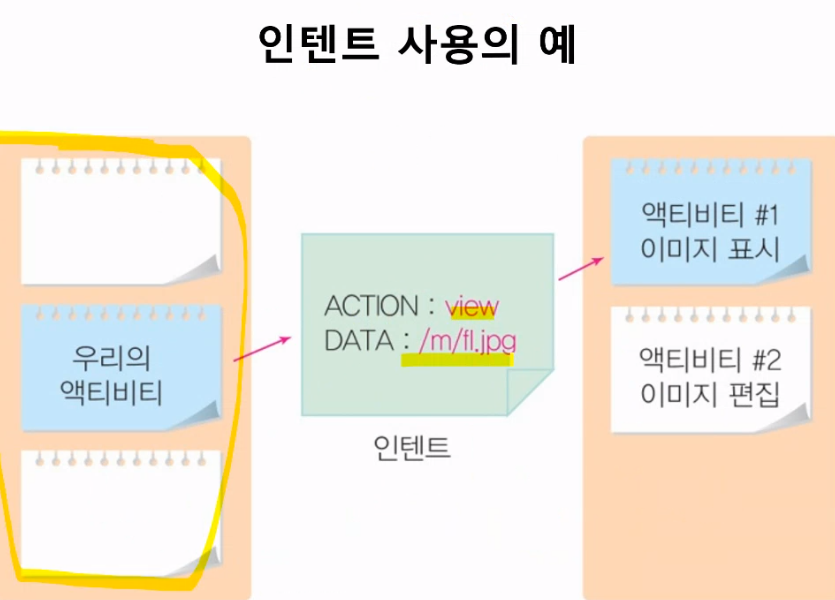 인텐트 사용의 예
우리의
액티비티
ACTION : view
DATA : /m/fl.jpg
인텐트
액티비티 #1
이미지 표시
액티비티 #2
이미지 편집